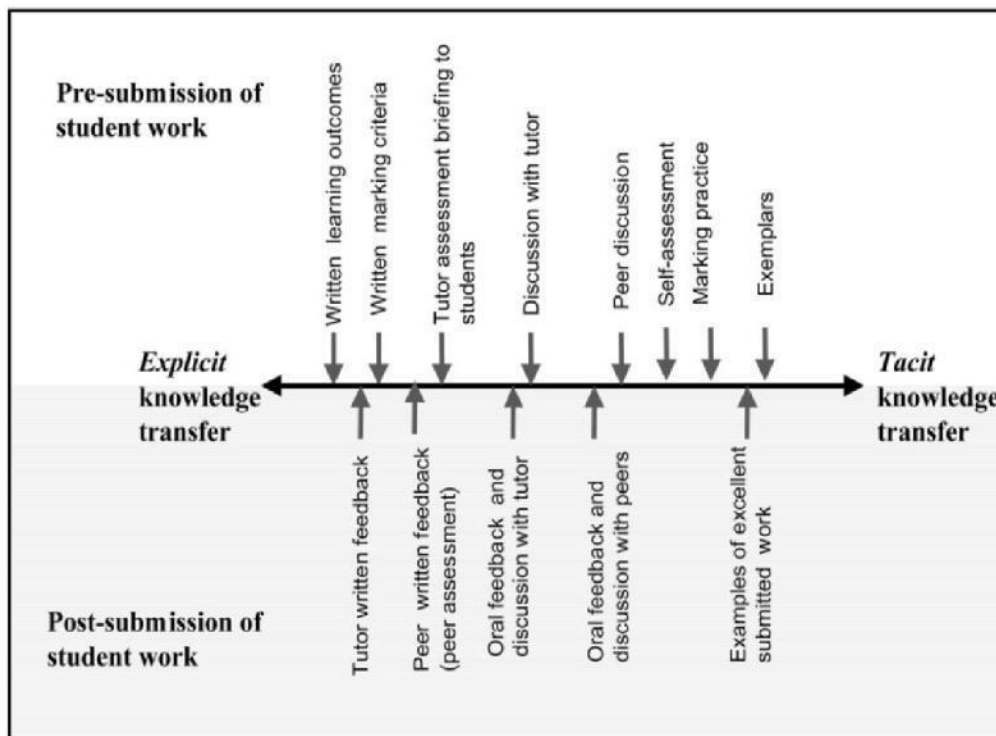 Pre-submission of
student work
Written learning outcomes
Written marking criteria
Tutor assessment briefing to
students
Discussion with tutor
Peer discussion
Self-assessment
Marking practice
Exemplars
Explicit
knowledge
transfer
Tacit
knowledge
transfer
Tutor written feedback
Peer written feedback
(peer assessment)
Oral feedback and
discussion with tutor
Oral feedback and
discussion with peers
Examples of excellent
submitted work
Post-submission of
student work